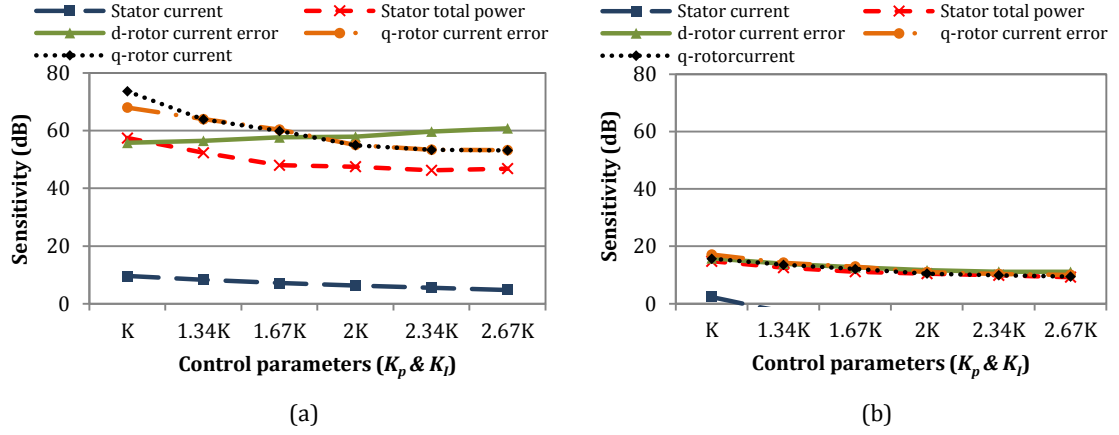 Stator current
Stator total power
d-rotor current error
q-rotor current error
q-rotor current
80
60
40
20
0
Sensitivity (dB)
K 1.34K 1.67K 2K 2.34K 2.67K
Control parameters (Kp & KI)
(a)
Stator current
Stator total power
d-rotor current error
q-rotor current error
q-rotorcurrent
80
60
40
20
0
Sensitivity (dB)
K 1.34K 1.67K 2K 2.34K 2.67K
Control parameters (Kp & KI)
(b)